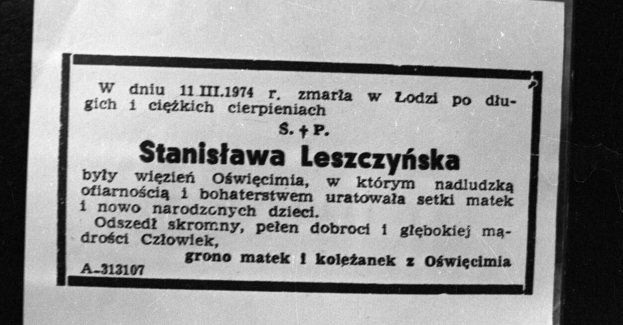 W dniu 11 III.1974 r. zmarła w Łodzi po dłu-
gich i ciężkich cierpieniach
Ś. † P.
Stanisława Leszczyńska
były więzień Oświęcimia, w którym nadludzką
ofiarnością i bohaterstwem uratowała setki matek
i nowo narodzonych dzieci.
Odszedł skromny, pełen dobroci i głębokiej mą-
drości Człowiek,
grono matek i koleżanek z Oświęcimia
A-313107